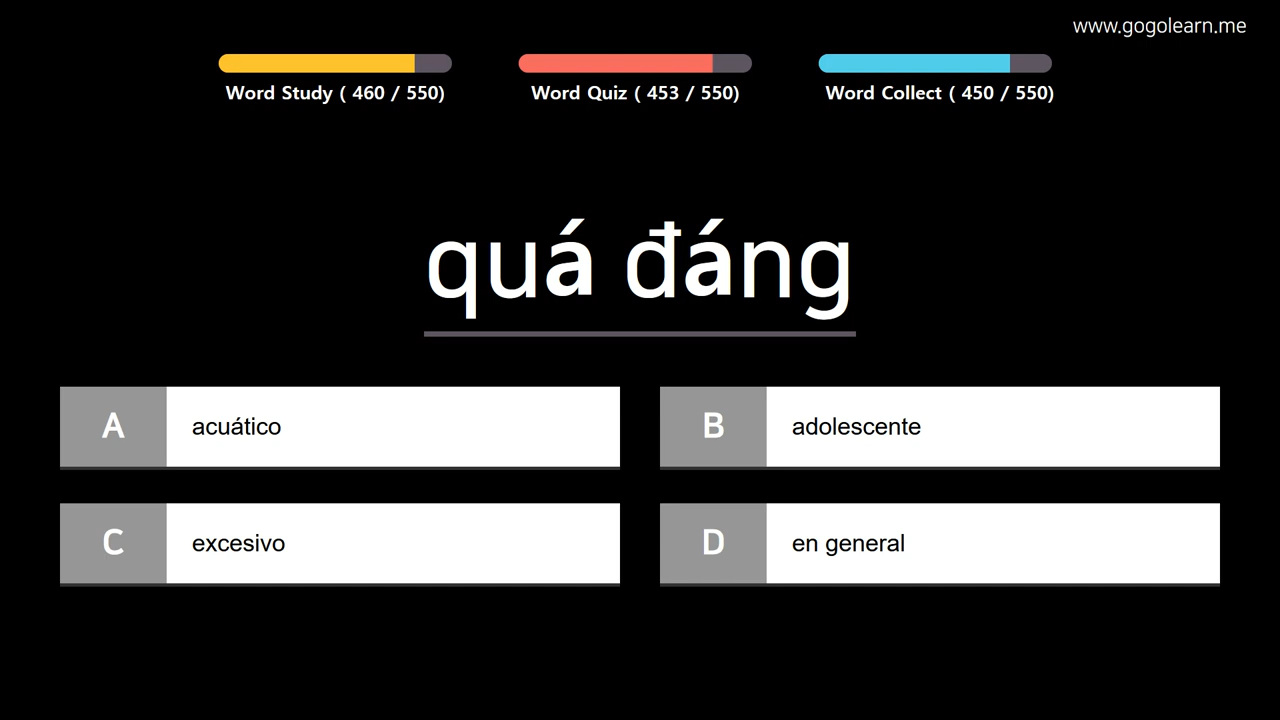 www.gogolearn.me
Word Study ( 460 / 550)
Word Quiz ( 453 / 550)
Word Collect ( 450 / 550)
quá đáng
A acuático
B adolescente
C excesivo
D en general